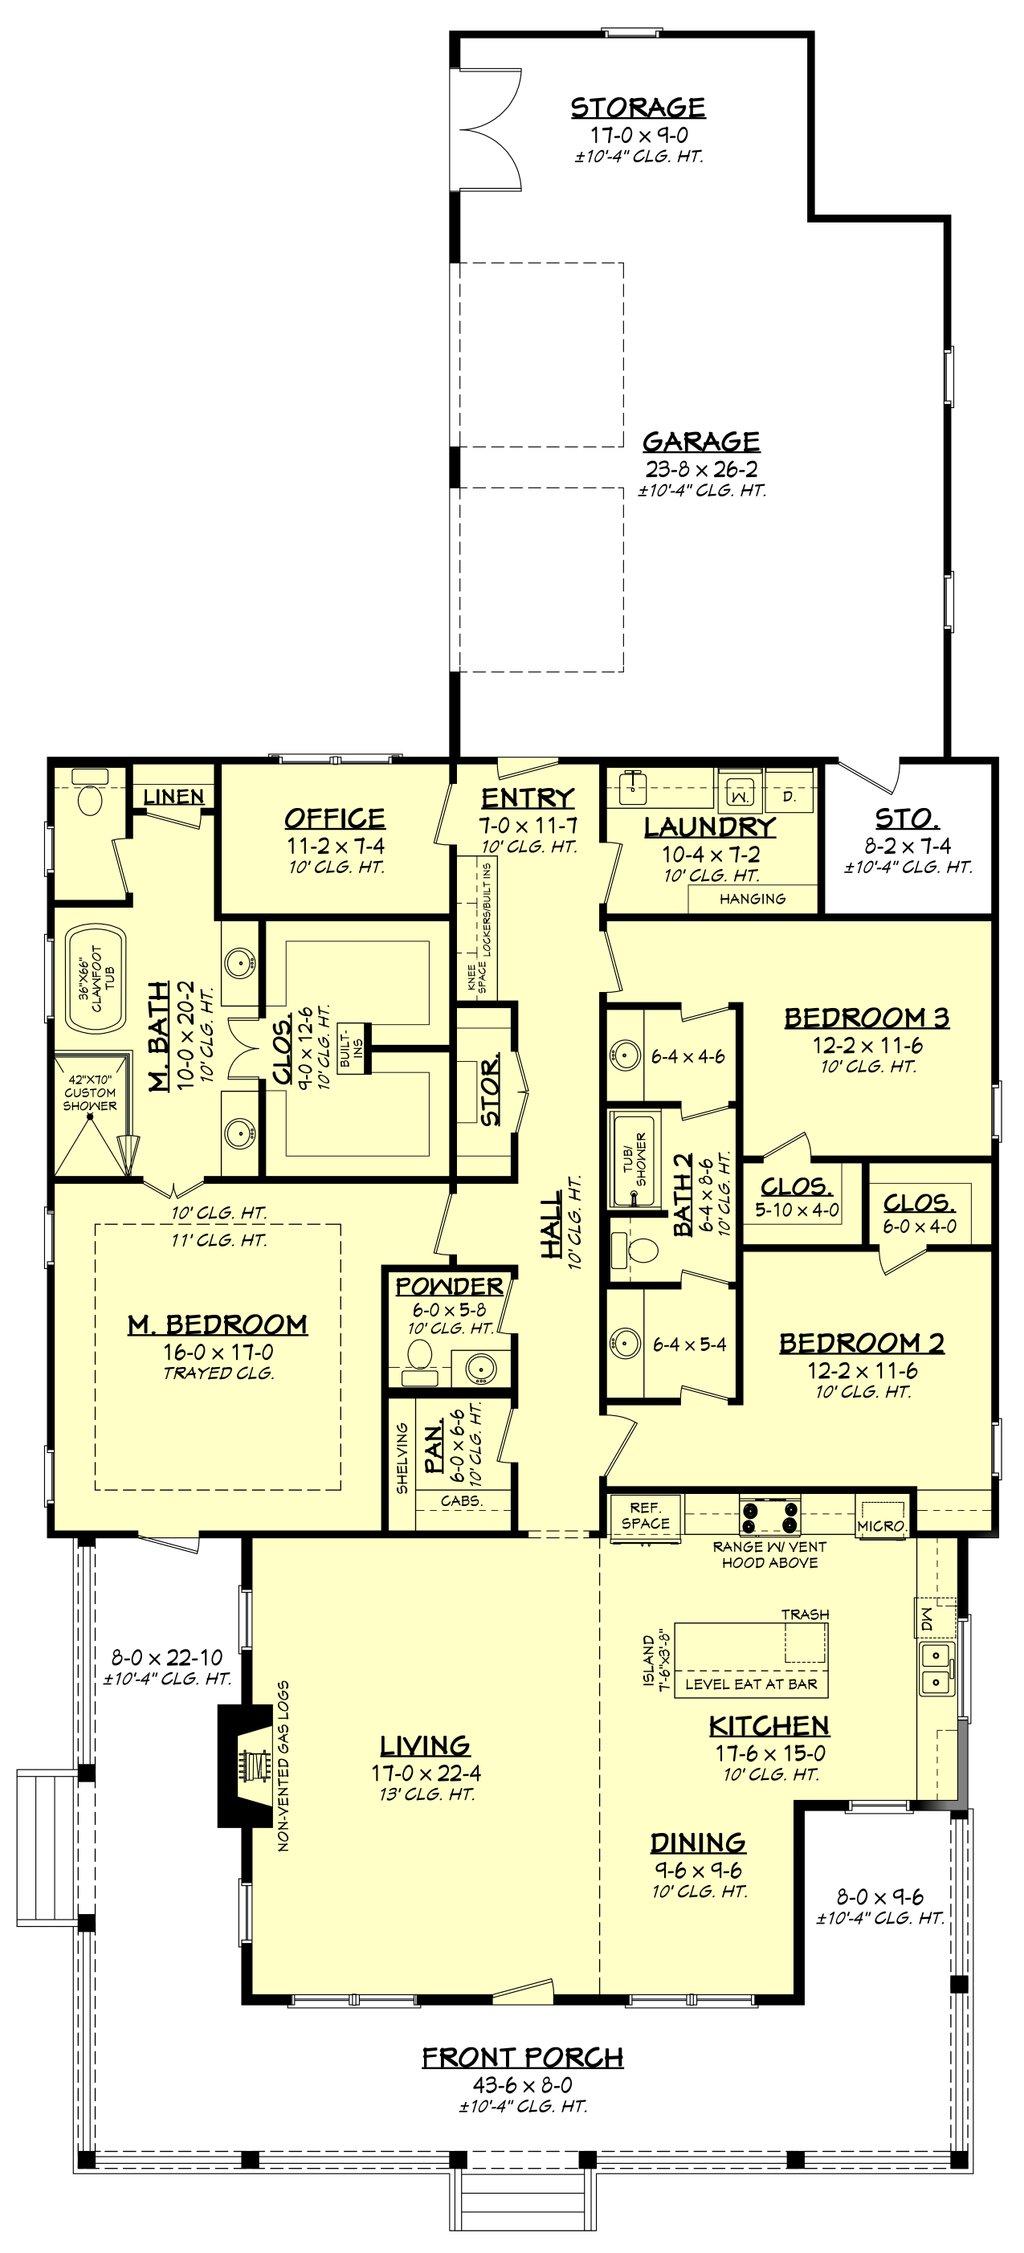 STORAGE
17-0 x 9-0
±10'-4" CLG. HT.
GARAGE
23-8 x 26-2
±10'-4" CLG. HT.
LINEN
OFFICE
11-2 x 7-4
10' CLG. HT.
ENTRY
7-0 x 11-7
10' CLG. HT.
LOCKERS/BUILT INS
KNEE
SPACE
W.
D.
LAUNDRY
10-4 x 7-2
10' CLG. HT.
HANGING
STO.
8-2 x 7-4
±10'-4" CLG. HT.
36"X66"
CLAWFOOT
TUB
M. BATH
10-0 x 20-2
10' CLG. HT.
42"X70"
CUSTOM
SHOWER
CLOS.
9-0 x 12-6
10' CLG. HT.
BUILT-
INS
STOR.
BEDROOM 3
12-2 x 11-6
10' CLG. HT.
6-4 x 4-6
TUB/
SHOWER
BATH 2
6-4 x 8-6
10' CLG. HT.
CLOS.
5-10 x 4-0
CLOS.
6-0 x 4-0
HALL
10' CLG. HT.
10' CLG. HT.
11' CLG. HT.
M. BEDROOM
16-0 x 17-0
TRAYED CLG.
POWDER
6-0 x 5-8
10' CLG. HT.
6-4 x 5-4
BEDROOM 2
12-2 x 11-6
10' CLG. HT.
SHELVING
PAN.
6-0 x 6-6
10' CLG. HT.
CABS.
REF.
SPACE
RANGE W/ VENT
HOOD ABOVE
MICRO.
DW
TRASH
ISLAND
7'-6"x3'-8"
LEVEL EAT AT BAR
8-0 x 22-10
±10'-4" CLG. HT.
NON-VENTED GAS LOGS
LIVING
17-0 x 22-4
13' CLG. HT.
KITCHEN
17-6 x 15-0
10' CLG. HT.
DINING
9-6 x 9-6
10' CLG. HT.
8-0 x 9-6
±10'-4" CLG. HT.
FRONT PORCH
43-6 x 8-0
±10'-4" CLG. HT.